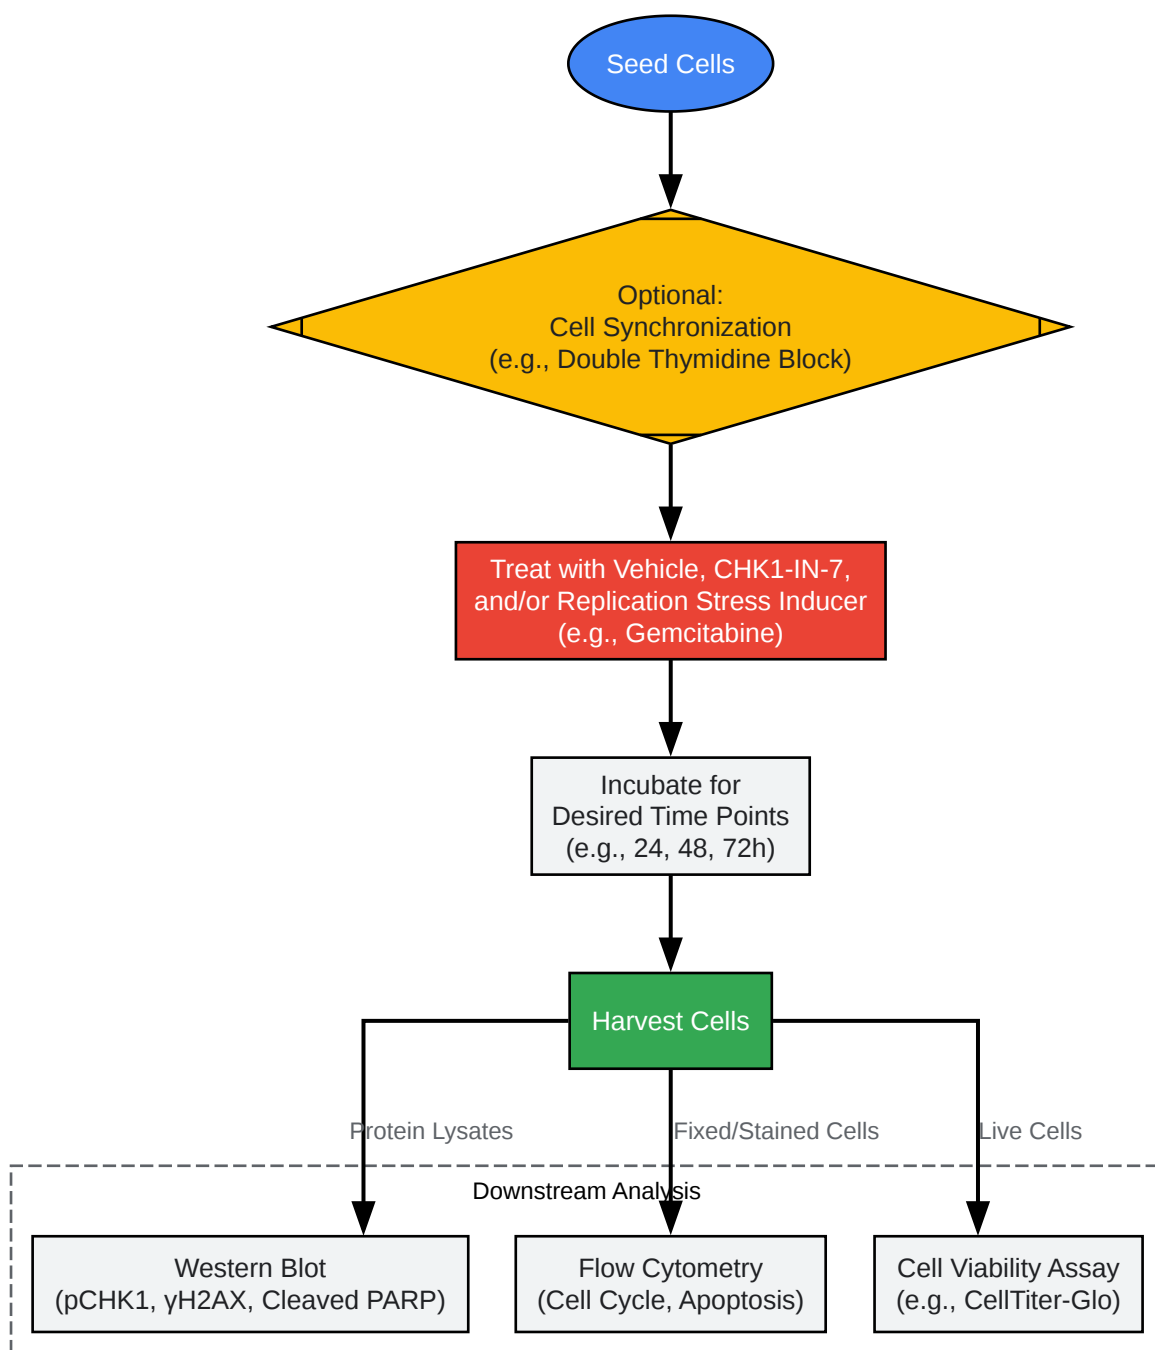 Seed Cells
Optional:
Cell Synchronization
(e.g., Double Thymidine Block)
Treat with Vehicle, CHK1-IN-7,
and/or Replication Stress Inducer
(e.g., Gemcitabine)
Incubate for
Desired Time Points
(e.g., 24, 48, 72h)
Harvest Cells
Protein Lysates
Fixed/Stained Cells
Live Cells
Downstream Analysis
Western Blot
(pCHK1, γH2AX, Cleaved PARP)
Flow Cytometry
(Cell Cycle, Apoptosis)
Cell Viability Assay
(e.g., CellTiter-Glo)